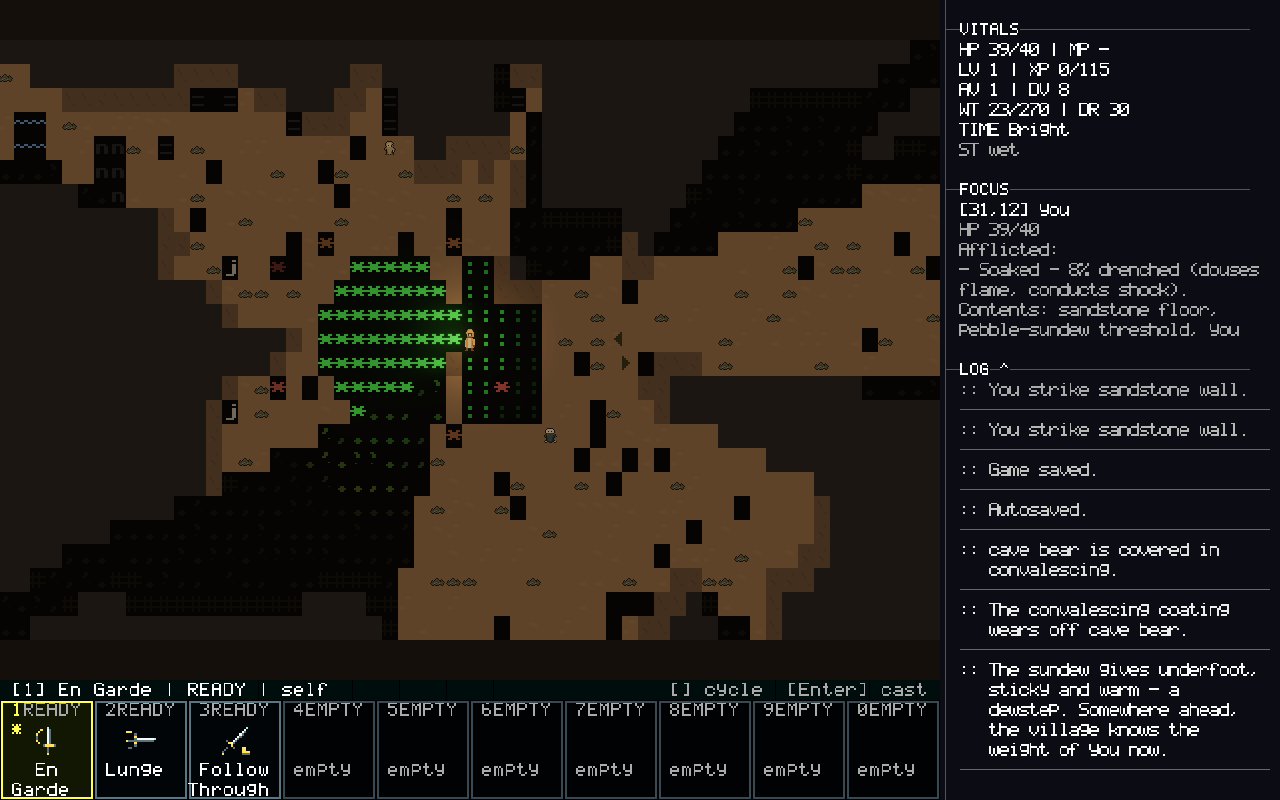 VITALS
HP 39/40 | MP -
LV 1 | XP 0/115
AV 1 | DV 8
WT 23/270 | DR 30
TIME Bright
ST wet
FOCUS
[31,12] You
HP 39/40
Afflicted:
- Soaked - 8% drenched (douses
flame, conducts shock).
Contents: sandstone floor,
Pebble-sundew threshold, You
LOG ^
:: You strike sandstone wall.
:: You strike sandstone wall.
:: Game saved.
:: Autosaved.
:: cave bear is covered in
convalescing.
:: The convalescing coating
wears off cave bear.
:: The sundew gives underfoot,
sticky and warm - a
dewstep. Somewhere ahead,
the village knows the
weight of you now.
[1] En Garde | READY | self
[] cycle [Enter] cast
1READY 2READY 3READY 4EMPTY 5EMPTY 6EMPTY 7EMPTY 8EMPTY 9EMPTY 0EMPTY
*
En Garde
Lunge
Follow Through
empty empty empty empty empty empty empty
j
j
n n
n
n